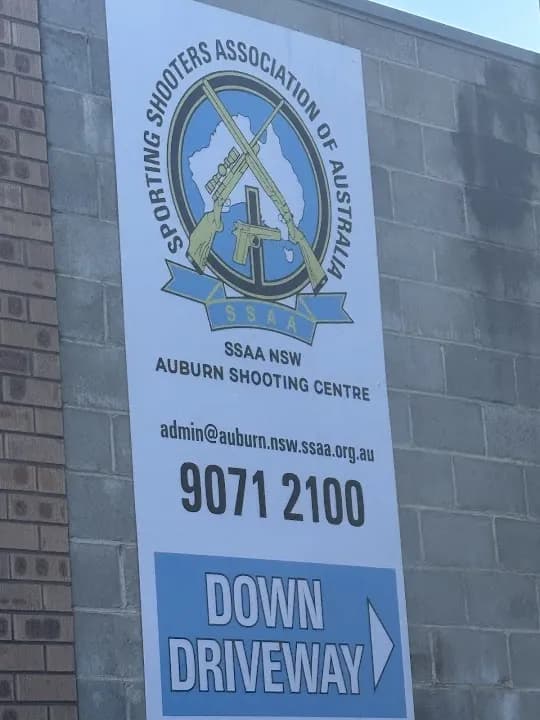 SPORTING SHOOTERS ASSOCIATION OF AUSTRALIA
SSAA
SSAA NSW
AUBURN SHOOTING CENTRE
admin@auburn.nsw.ssaa.org.au
9071 2100
DOWN
DRIVEWAY